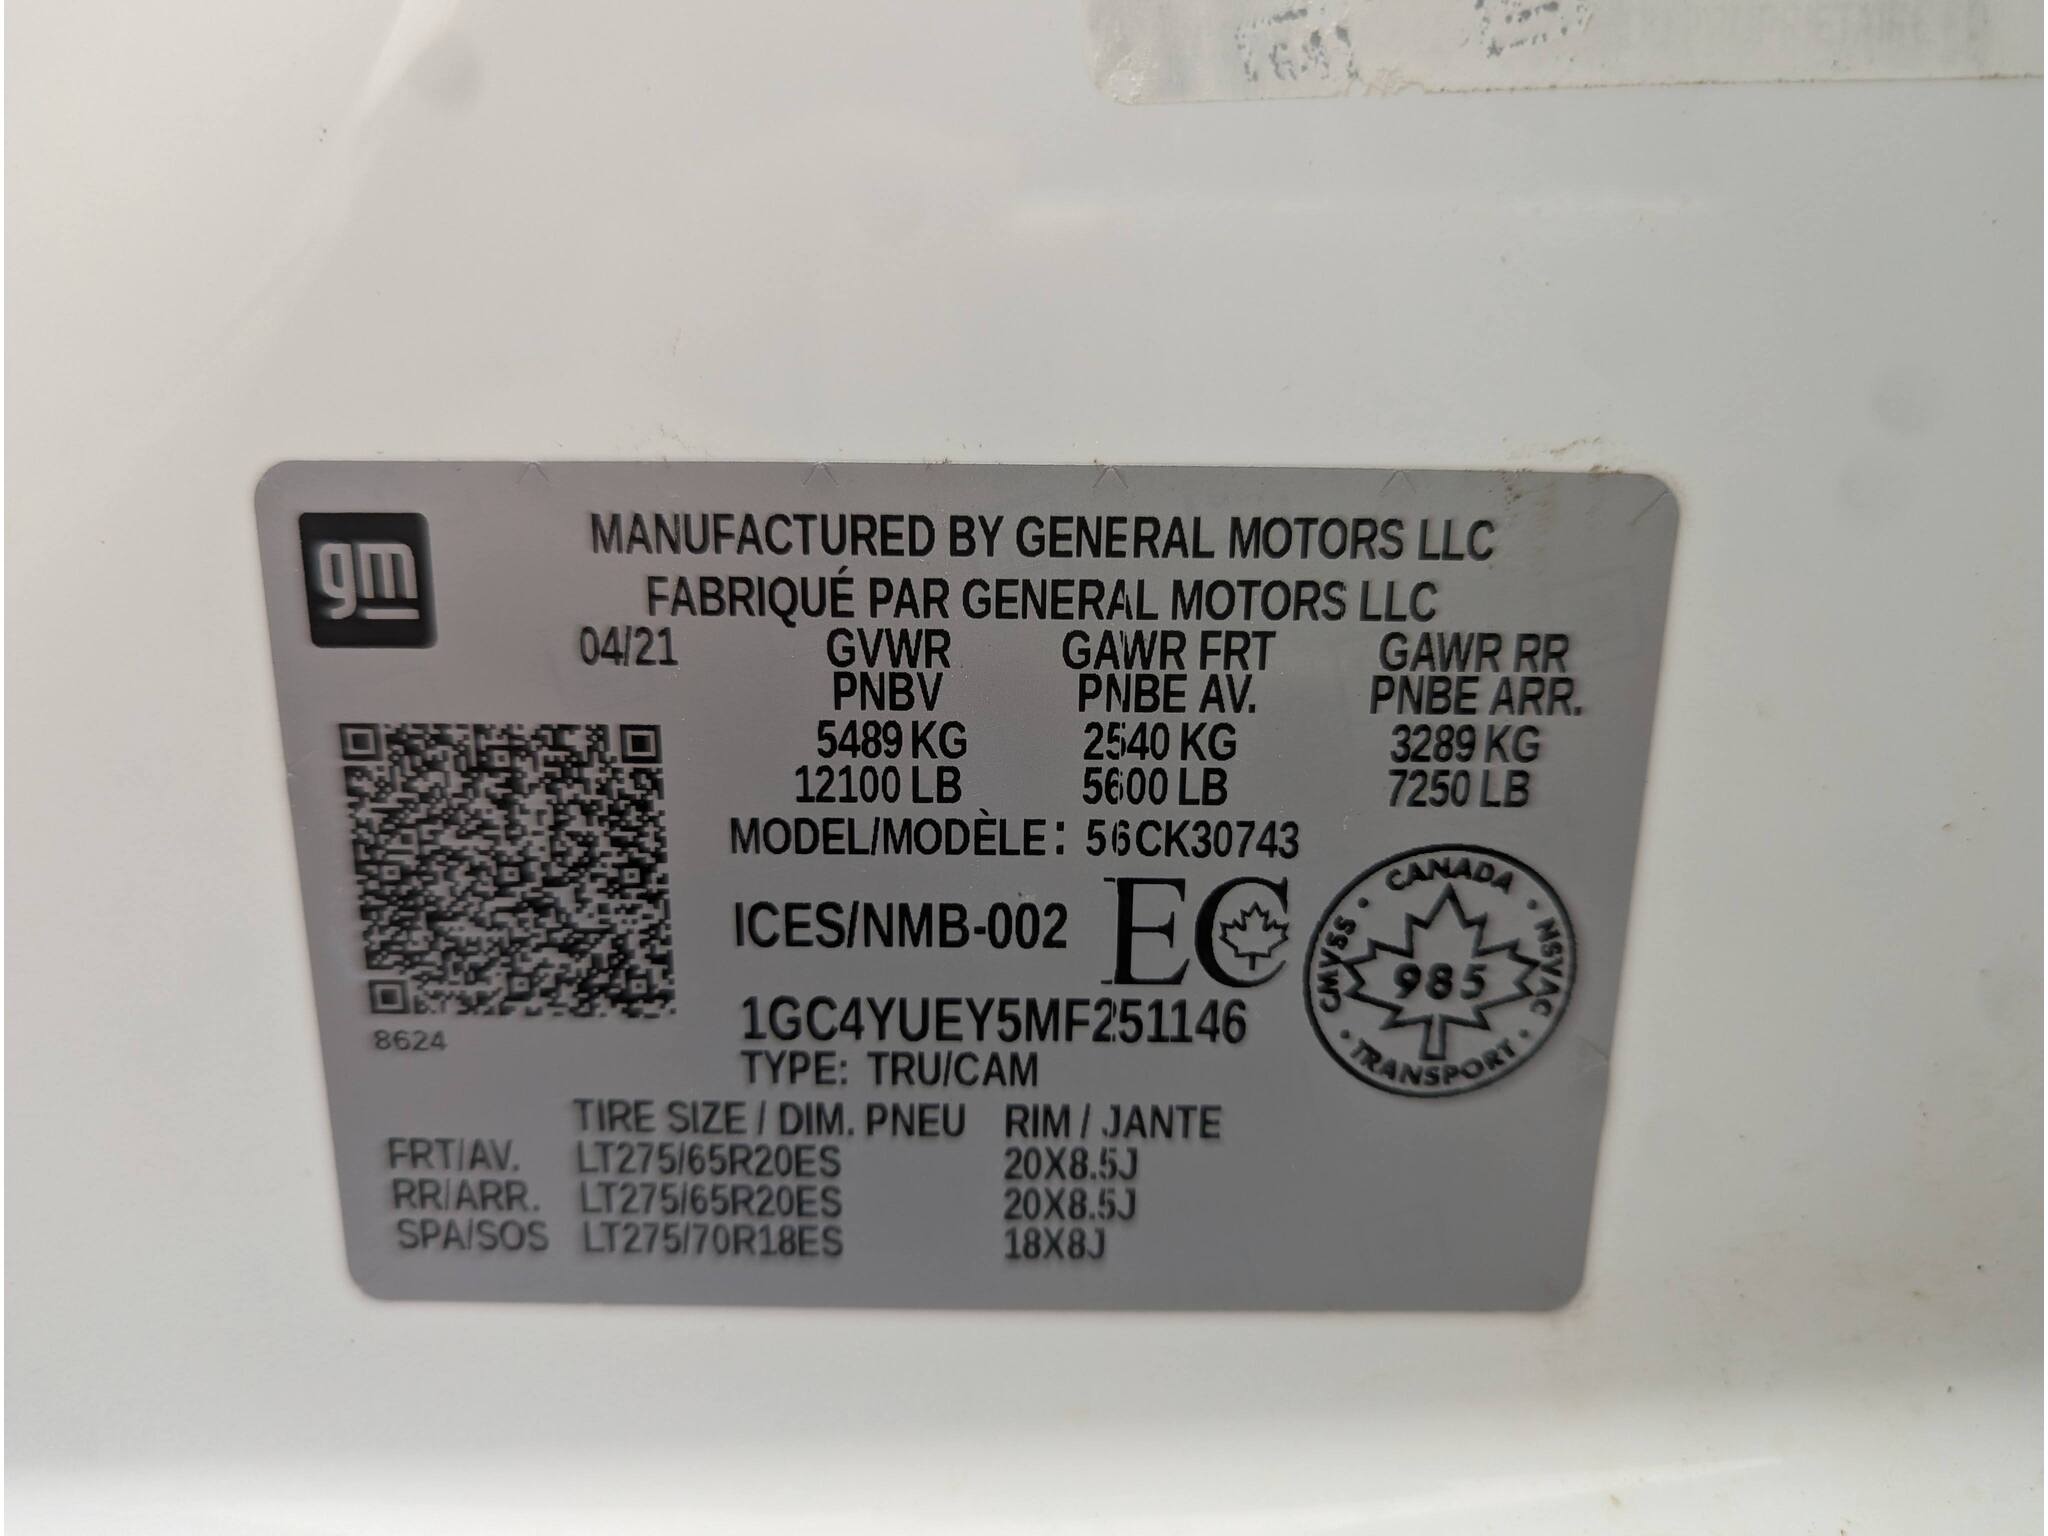 gm
MANUFACTURED BY GENERAL MOTORS LLC
FABRIQUÉ PAR GENERAL MOTORS LLC
04/21 GVWR GAWR FRT GAWR RR
PNBV PNBE AV. PNBE ARR.
5489 KG 2540 KG 3289 KG
12100 LB 5600 LB 7250 LB
MODEL/MODÈLE: 56CK30743
ICES/NMB-002 EC
CANADA
CMVSS NSVAC
985
TRANSPORT
1GC4YUEY5MF251146
8624
TYPE: TRU/CAM
TIRE SIZE / DIM. PNEU RIM / JANTE
FRT/AV. LT275/65R20ES 20X8.5J
RR/ARR. LT275/65R20ES 20X8.5J
SPA/SOS LT275/70R18ES 18X8J